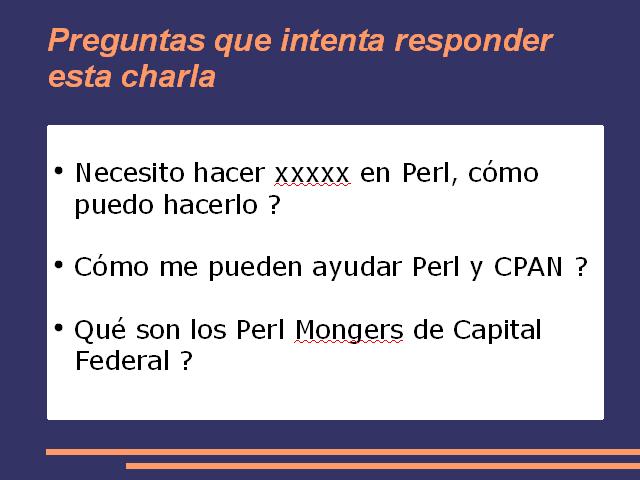 Preguntas que intenta responder
esta charla
• Necesito hacer xxxxx en Perl, cómo
puedo hacerlo ?
• Cómo me pueden ayudar Perl y CPAN ?
• Qué son los Perl Mongers de Capital
Federal ?